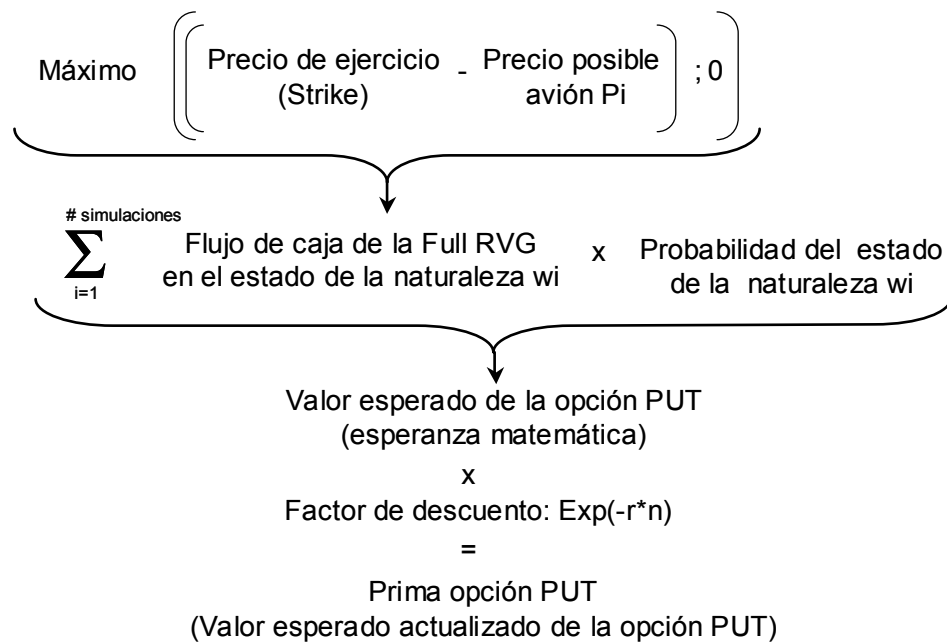 Máximo ((Precio de ejercicio - Precio posible) ; 0)
(Strike) avión Pi
# simulaciones
∑ Flujo de caja de la Full RVG x Probabilidad del estado
en el estado de la naturaleza wi de la naturaleza wi
i=1
Valor esperado de la opción PUT
(esperanza matemática)
x
Factor de descuento: Exp(-r*n)
=
Prima opción PUT
(Valor esperado actualizado de la opción PUT)